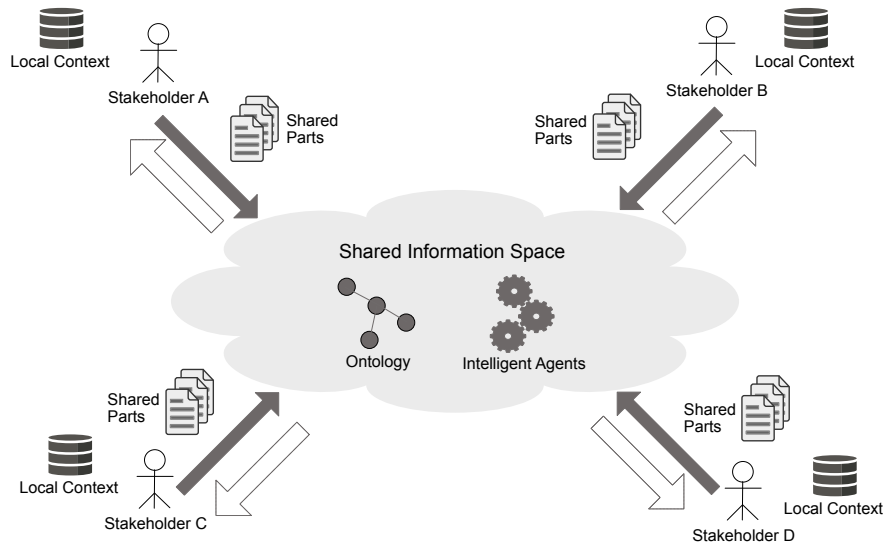 Local Context
Stakeholder A
Shared
Parts
Stakeholder B
Local Context
Shared
Parts
Shared Information Space
Ontology
Intelligent Agents
Shared
Parts
Local Context
Stakeholder C
Shared
Parts
Local Context
Stakeholder D